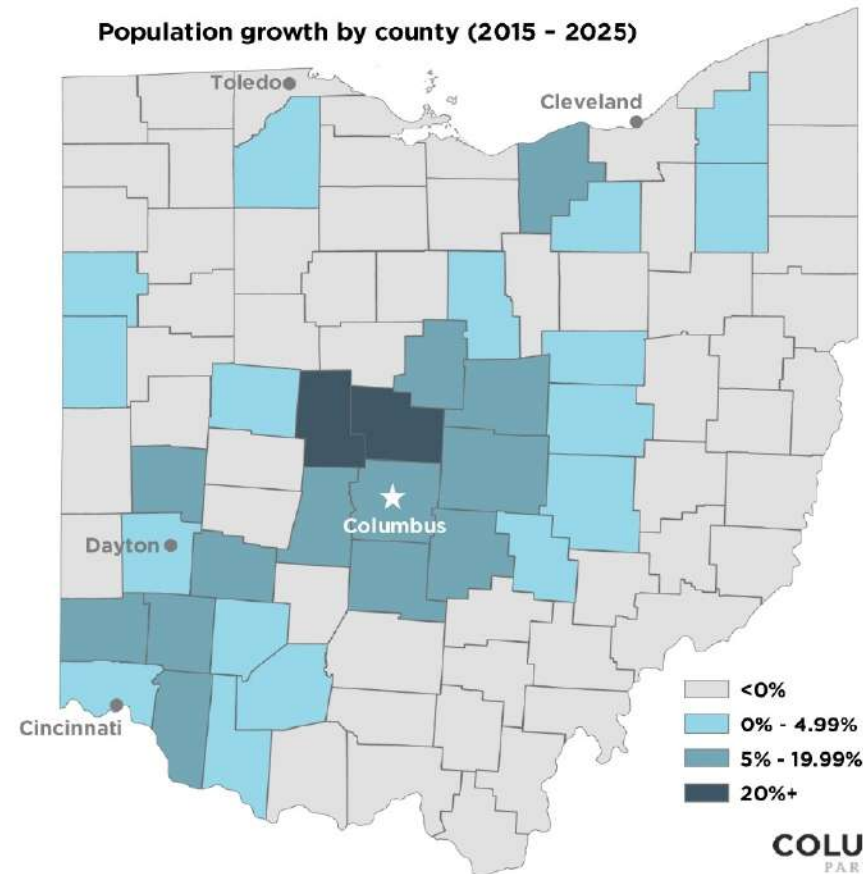 Population growth by county (2015 - 2025)
Toledo
Cleveland
Columbus
Dayton
Cincinnati
<0%
0% - 4.99%
5% - 19.99%
20%+
COLU
PAR